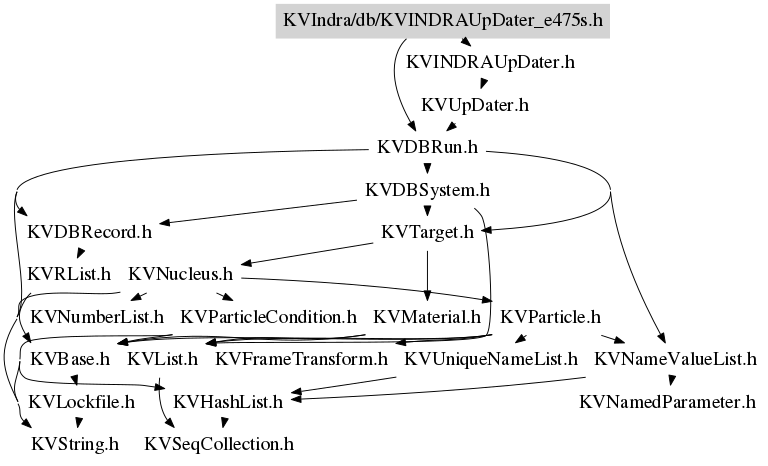 KVIndra/db/KVINDRAUpDater_e475s.h
KVINDRAUpDater.h
KVUpDater.h
KVDBRun.h
KVDBSystem.h
KVDBRecord.h
KVTarget.h
KVRList.h
KVNucleus.h
KVNumberList.h
KVParticleCondition.h
KVMaterial.h
KVParticle.h
KVBase.h
KVList.h
KVFrameTransform.h
KVUniqueNameList.h
KVNameValueList.h
KVLockfile.h
KVHashList.h
KVNamedParameter.h
KVString.h
KVSeqCollection.h